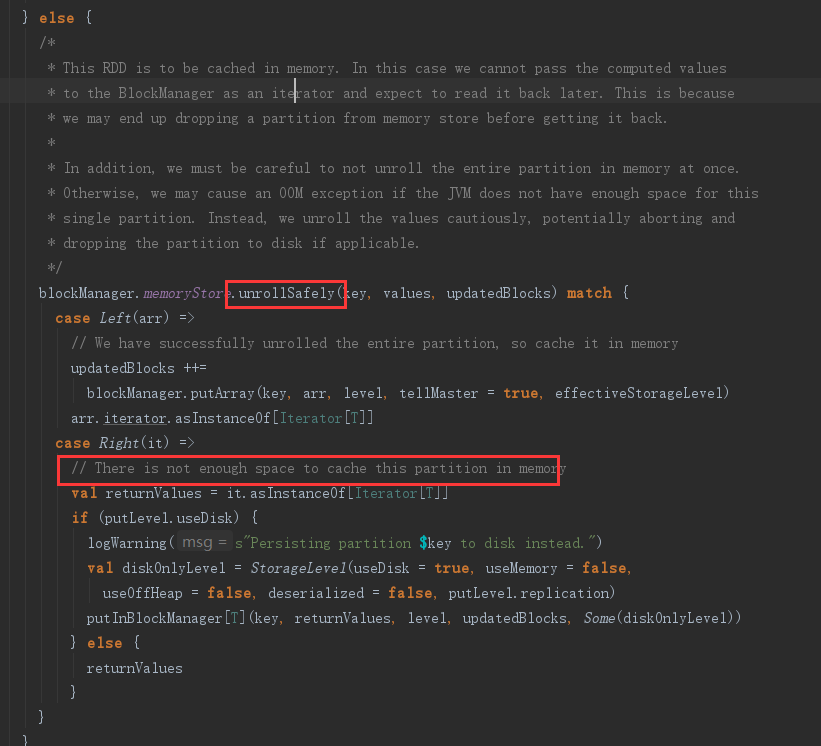 } else {
/*
* This RDD is to be cached in memory. In this case we cannot pass the computed values
* to the BlockManager as an iterator and expect to read it back later. This is because
* we may end up dropping a partition from memory store before getting it back.
*
* In addition, we must be careful to not unroll the entire partition in memory at once.
* Otherwise, we may cause an OOM exception if the JVM does not have enough space for this
* single partition. Instead, we unroll the values cautiously, potentially aborting and
* dropping the partition to disk if applicable.
*/
blockManager.memoryStore.unrollSafely(key, values, updatedBlocks) match {
case Left(arr) =>
// We have successfully unrolled the entire partition, so cache it in memory
updatedBlocks ++=
blockManager.putArray(key, arr, level, tellMaster = true, effectiveStorageLevel)
arr.iterator.asInstanceOf[Iterator[T]]
case Right(it) =>
// There is not enough space to cache this partition in memory
val returnValues = it.asInstanceOf[Iterator[T]]
if (putLevel.useDisk) {
logWarning( msg = s"Persisting partition $key to disk instead.")
val diskOnlyLevel = StorageLevel(useDisk = true, useMemory = false,
useOffHeap = false, deserialized = false, putLevel.replication)
putInBlockManager[T](key, returnValues, level, updatedBlocks, Some(diskOnlyLevel))
} else {
returnValues
}
}
}